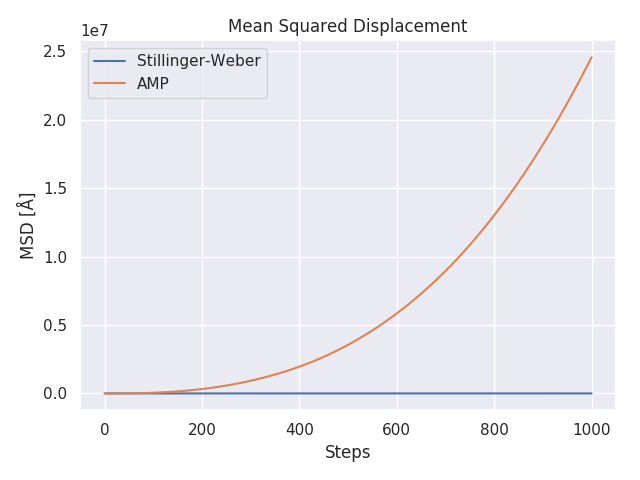 Mean Squared Displacement
1e7
Stillinger-Weber
AMP
2.5
2.0
1.5
1.0
0.5
0.0
MSD [Å]
0 200 400 600 800 1000
Steps